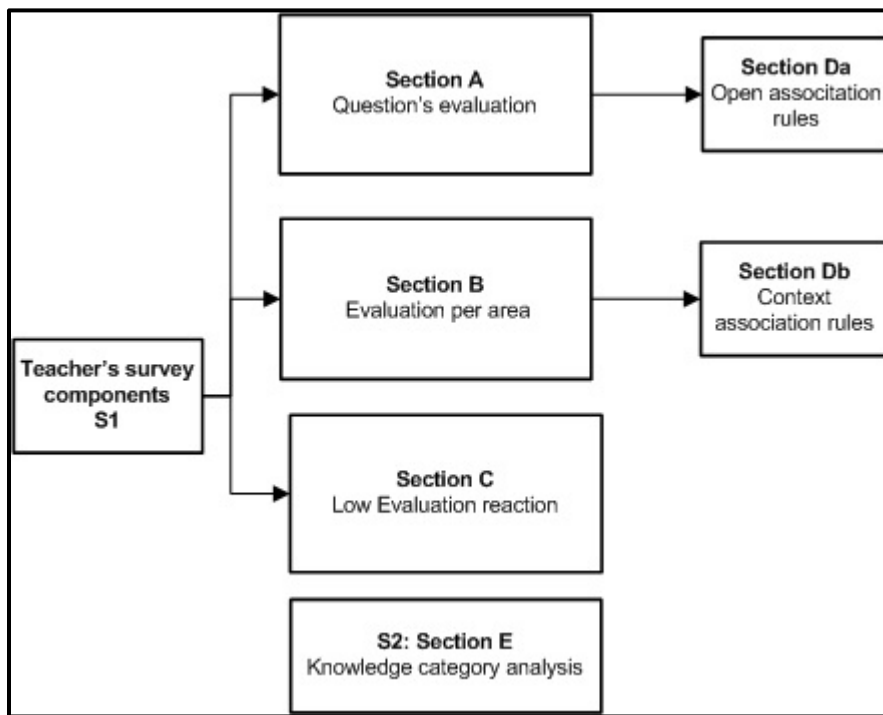 Section A
Question's evaluation
Section Da
Open associtation
rules
Section B
Evaluation per area
Section Db
Context
association rules
Teacher's survey
components
S1
Section C
Low Evaluation reaction
S2: Section E
Knowledge category analysis